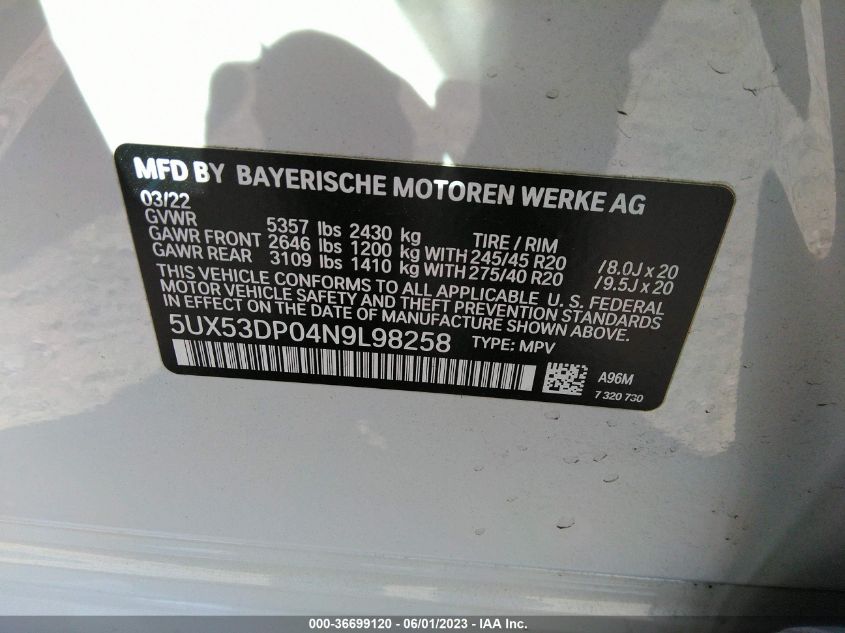 MFD BY BAYERISCHE MOTOREN WERKE AG
03/22
GVWR 5357 lbs 2430 kg TIRE / RIM
GAWR FRONT 2646 lbs 1200 kg WITH 245/45 R20 /8.0J x 20
GAWR REAR 3109 lbs 1410 kg WITH 275/40 R20 /9.5J x 20
THIS VEHICLE CONFORMS TO ALL APPLICABLE U. S. FEDERAL
MOTOR VEHICLE SAFETY AND THEFT PREVENTION STANDARDS
IN EFFECT ON THE DATE OF MANUFACTURE SHOWN ABOVE.
5UX53DP04N9L98258 TYPE: MPV
A96M
7 320 730
000-36699120 - 06/01/2023 - IAA Inc.